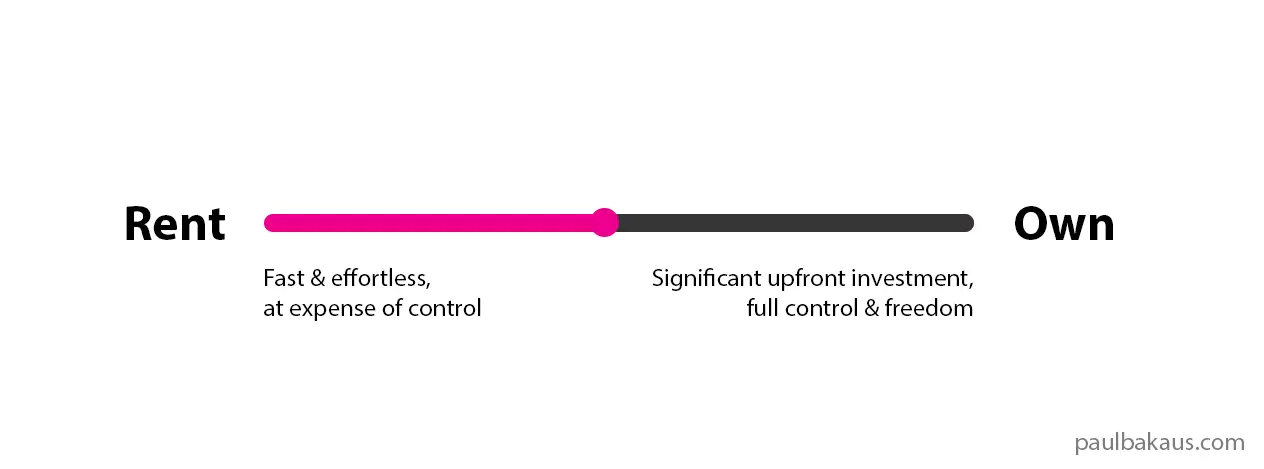 Rent
Own
Fast & effortless,
at expense of control
Significant upfront investment,
full control & freedom
paulbakaus.com